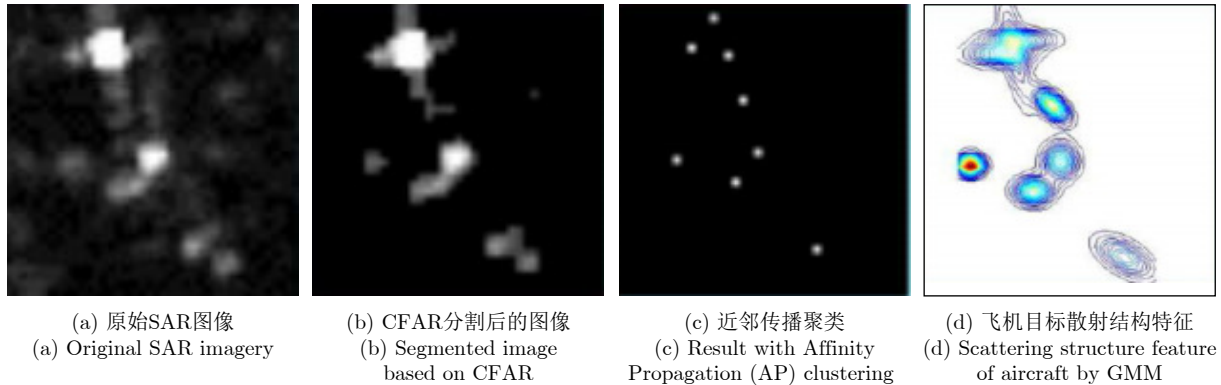 (a) 原始SAR图像
(a) Original SAR imagery
(b) CFAR分割后的图像
(b) Segmented image
based on CFAR
(c) 近邻传播聚类
(c) Result with Affinity
Propagation (AP) clustering
(d) 飞机目标散射结构特征
(d) Scattering structure feature
of aircraft by GMM